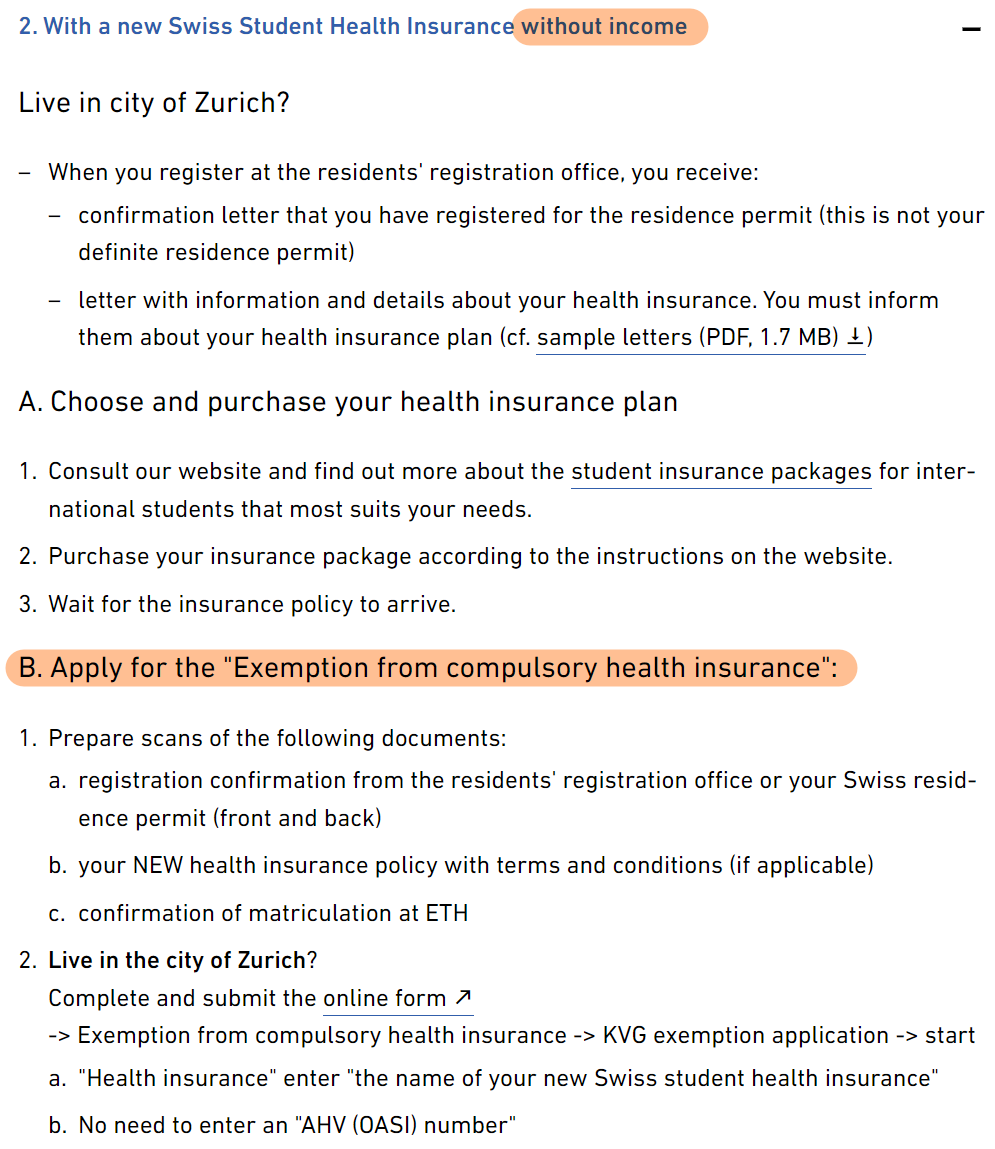 2. With a new Swiss Student Health Insurance without income
Live in city of Zurich?
– When you register at the residents' registration office, you receive:
– confirmation letter that you have registered for the residence permit (this is not your
definite residence permit)
– letter with information and details about your health insurance. You must inform
them about your health insurance plan (cf. sample letters (PDF, 1.7 MB) ↓)
A. Choose and purchase your health insurance plan
1. Consult our website and find out more about the student insurance packages for inter-
national students that most suits your needs.
2. Purchase your insurance package according to the instructions on the website.
3. Wait for the insurance policy to arrive.
B. Apply for the "Exemption from compulsory health insurance":
1. Prepare scans of the following documents:
a. registration confirmation from the residents' registration office or your Swiss resid-
ence permit (front and back)
b. your NEW health insurance policy with terms and conditions (if applicable)
c. confirmation of matriculation at ETH
2. Live in the city of Zurich?
Complete and submit the online form ↗
-> Exemption from compulsory health insurance -> KVG exemption application -> start
a. "Health insurance" enter "the name of your new Swiss student health insurance"
b. No need to enter an "AHV (OASI) number"